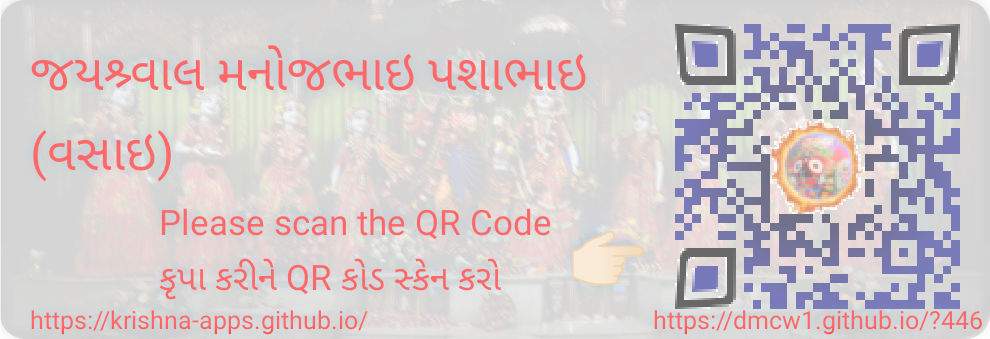 જયશ્ર્વાલ મનોજભાઇ પશાભાઇ
(વસાઇ)
Please scan the QR Code
કૃપા કરીને QR કોડ સ્કેન કરો
https://krishna-apps.github.io/
https://dmcw1.github.io/?446